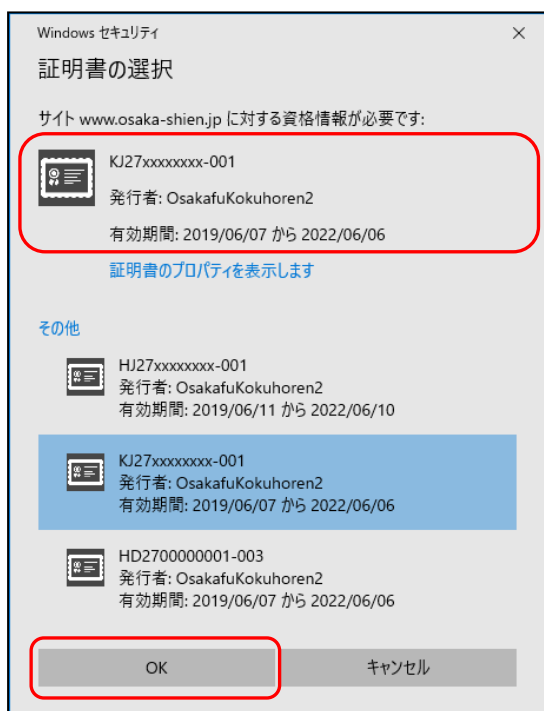 Windows セキュリティ
証明書の選択
サイト www.osaka-shien.jp に対する資格情報が必要です:
KJ27xxxxxxxx-001
発行者: OsakafuKokuhoren2
有効期間: 2019/06/07 から 2022/06/06
証明書のプロパティを表示します
その他
HJ27xxxxxxxx-001
発行者: OsakafuKokuhoren2
有効期間: 2019/06/11 から 2022/06/10
KJ27xxxxxxxx-001
発行者: OsakafuKokuhoren2
有効期間: 2019/06/07 から 2022/06/06
HD2700000001-003
発行者: OsakafuKokuhoren2
有効期間: 2019/06/07 から 2022/06/06
OK
キャンセル